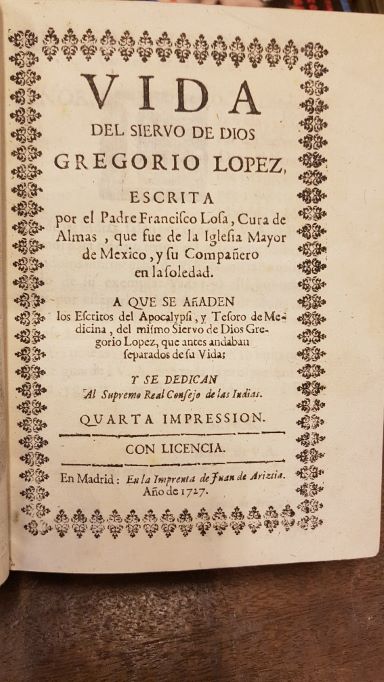 VIDA
DEL SIERVO DE DIOS
GREGORIO LOPEZ,
ESCRITA
por el Padre Francisco Losa, Cura de
Almas, que fue de la Iglesia Mayor
de Mexico, y su Compañero
en la soledad.
A QUE SE AñADEN
los Escritos del Apocalypsi, y Tesoro de Me-
dicina, del mismo Siervo de Dios Gre-
gorio Lopez, que antes andaban
separados de su Vida;
Y SE DEDICAN
Al Supremo Real Consejo de las Indias.
QUARTA IMPRESSION.
CON LICENCIA.
En Madrid: En la Imprenta de Juan de Ariztia.
Año de 1727.